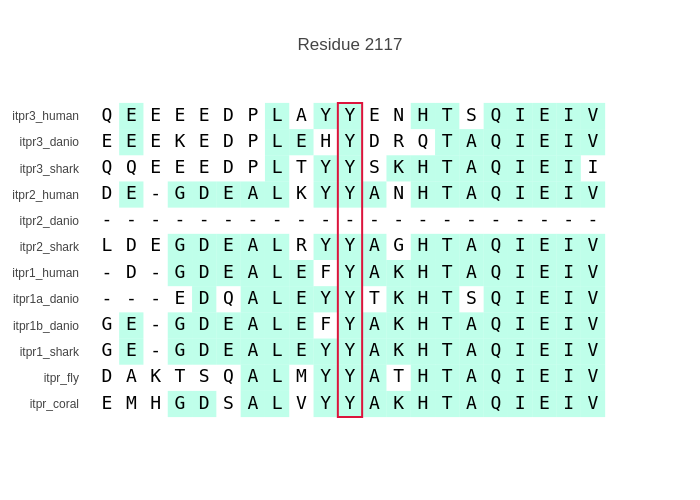 Residue 2117
itpr3_human Q E E E E D P L A Y Y E N H T S Q I E I V
itpr3_danio E E E K E D P L E H Y D R Q T A Q I E I V
itpr3_shark Q Q E E E D P L T Y Y S K H T A Q I E I I
itpr2_human D E - G D E A L K Y Y A N H T A Q I E I V
itpr2_danio - - - - - - - - - - - - - - - - - - - - -
itpr2_shark L D E G D E A L R Y Y A G H T A Q I E I V
itpr1_human - D - G D E A L E F Y A K H T A Q I E I V
itpr1a_danio - - - E D Q A L E Y Y T K H T S Q I E I V
itpr1b_danio G E - G D E A L E F Y A K H T A Q I E I V
itpr1_shark G E - G D E A L E Y Y A K H T A Q I E I V
itpr_fly D A K T S Q A L M Y Y A T H T A Q I E I V
itpr_coral E M H G D S A L V Y Y A K H T A Q I E I V